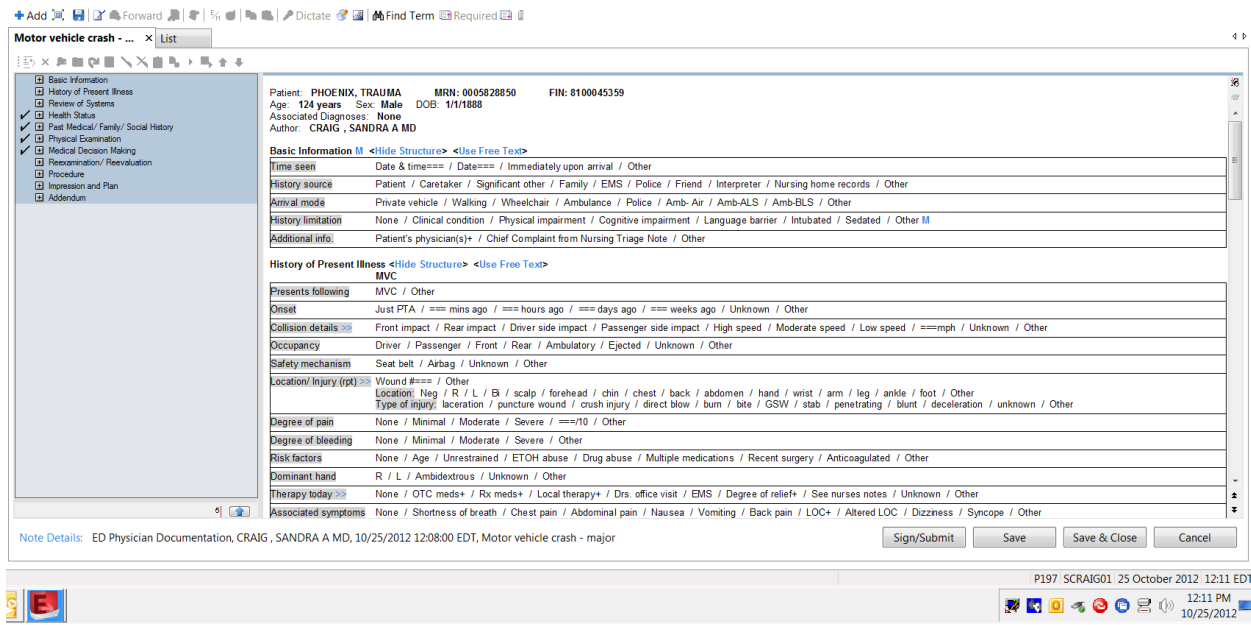 Add Forward Dictate Find Term Required
Motor vehicle crash - ... × List
Basic Information
History of Present Illness
Review of Systems
Health Status
Past Medical/ Family/ Social History
Physical Examination
Medical Decision Making
Reexamination/ Reevaluation
Procedure
Impression and Plan
Addendum
Patient: PHOENIX, TRAUMA MRN: 0005828850 FIN: 8100045359
Age: 124 years Sex: Male DOB: 1/1/1888
Associated Diagnoses: None
Author: CRAIG , SANDRA A MD
Basic Information M <Hide Structure> <Use Free Text>
Time seen Date & time=== / Date=== / Immediately upon arrival / Other
History source Patient / Caretaker / Significant other / Family / EMS / Police / Friend / Interpreter / Nursing home records / Other
Arrival mode Private vehicle / Walking / Wheelchair / Ambulance / Police / Amb- Air / Amb-ALS / Amb-BLS / Other
History limitation None / Clinical condition / Physical impairment / Cognitive impairment / Language barrier / Intubated / Sedated / Other M
Additional info. Patient's physician(s)+ / Chief Complaint from Nursing Triage Note / Other
History of Present Illness <Hide Structure> <Use Free Text>
MVC
Presents following MVC / Other
Onset Just PTA / === mins ago / === hours ago / === days ago / === weeks ago / Unknown / Other
Collision details >> Front impact / Rear impact / Driver side impact / Passenger side impact / High speed / Moderate speed / Low speed / ===mph / Unknown / Other
Occupancy Driver / Passenger / Front / Rear / Ambulatory / Ejected / Unknown / Other
Safety mechanism Seat belt / Airbag / Unknown / Other
Location/ Injury (rpt) >> Wound #=== / Other
Location: Neg / R / L / Bi / scalp / forehead / chin / chest / back / abdomen / hand / wrist / arm / leg / ankle / foot / Other
Type of injury: laceration / puncture wound / crush injury / direct blow / burn / bite / GSW / stab / penetrating / blunt / deceleration / unknown / Other
Degree of pain None / Minimal / Moderate / Severe / ===/10 / Other
Degree of bleeding None / Minimal / Moderate / Severe / Other
Risk factors None / Age / Unrestrained / ETOH abuse / Drug abuse / Multiple medications / Recent surgery / Anticoagulated / Other
Dominant hand R / L / Ambidextrous / Unknown / Other
Therapy today >> None / OTC meds+ / Rx meds+ / Local therapy+ / Drs. office visit / EMS / Degree of relief+ / See nurses notes / Unknown / Other
Associated symptoms None / Shortness of breath / Chest pain / Abdominal pain / Nausea / Vomiting / Back pain / LOC+ / Altered LOC / Dizziness / Syncope / Other
Note Details: ED Physician Documentation, CRAIG , SANDRA A MD, 10/25/2012 12:08:00 EDT, Motor vehicle crash - major
Sign/Submit Save Save & Close Cancel
P197 SCRAIG01 25 October 2012 12:11 EDT
12:11 PM
10/25/2012